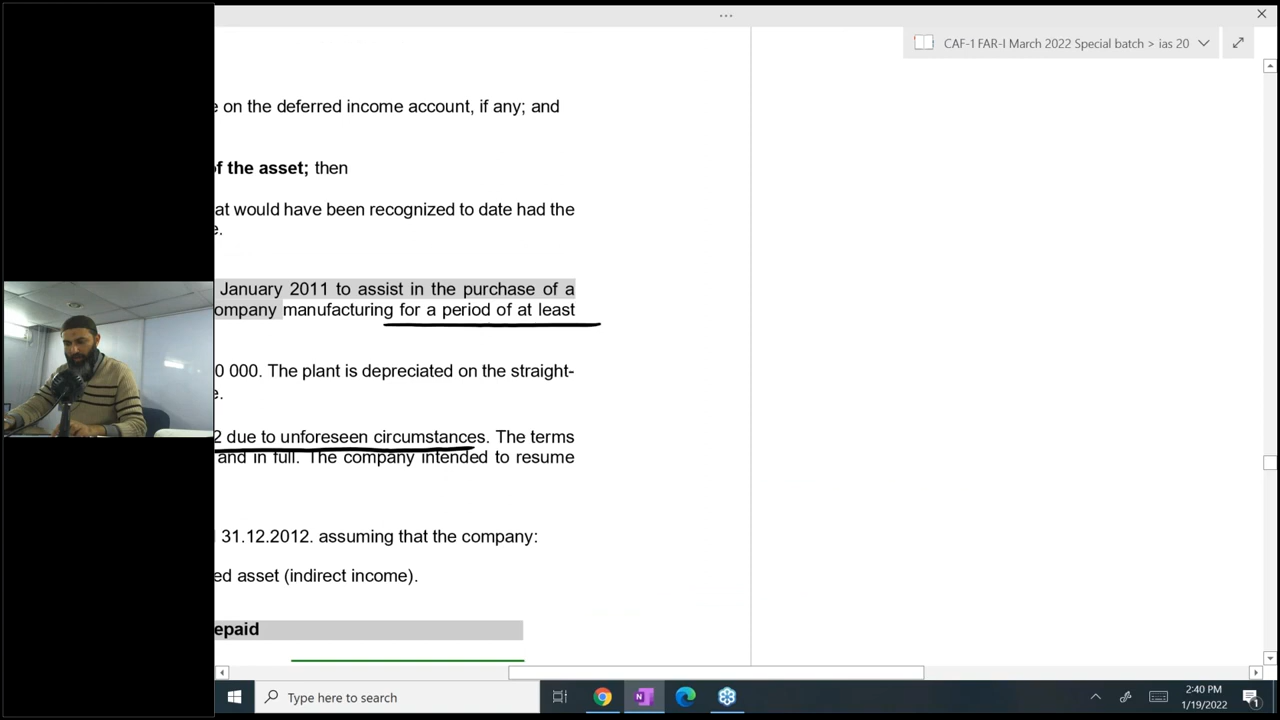 CAF-1 FAR-I March 2022 Special batch > ias 20
on the deferred income account, if any; and
of the asset; then
would have been recognized to date had the
January 2011 to assist in the purchase of a
manufacturing for a period of at least
0 000. The plant is depreciated on the straight-
2 due to unforeseen circumstances. The terms
and in full. The company intended to resume
31.12.2012. assuming that the company:
asset (indirect income).
epaid
Type here to search
2:40 PM
1/19/2022
1